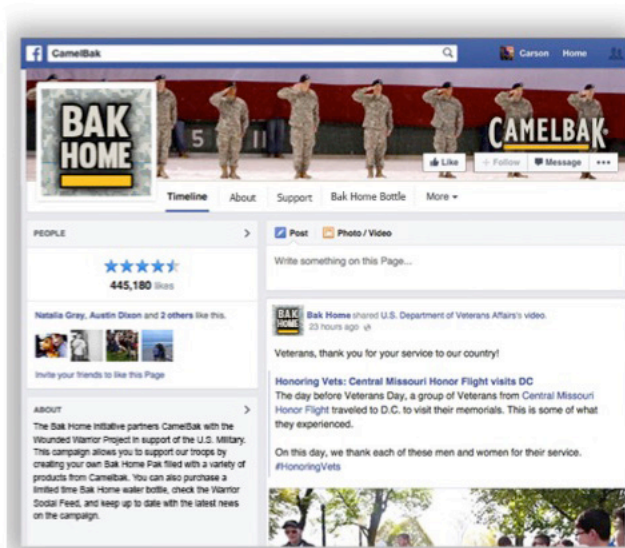 f CamelBak Carson Home
BAK
HOME
5 11
CAMELBAK
Like + Follow Message •••
Timeline About Support Bak Home Bottle More
PEOPLE >
445,180 likes
Natalia Gray, Austin Dixon and 2 others like this.
Invite your friends to like this Page
ABOUT >
The Bak Home Initiative partners CamelBak with the
Wounded Warrior Project in support of the U.S. Military.
This campaign allows you to support our troops by
creating your own Bak Home Pak filled with a variety of
products from Camelbak. You can also purchase a
limited time Bak Home water bottle, check the Warrior
Social Feed, and keep up to date with the latest news
on the campaign.
Post Photo / Video
Write something on this Page...
BAK
HOME
Bak Home shared U.S. Department of Veterans Affairs's video.
23 hours ago
Veterans, thank you for your service to our country!
Honoring Vets: Central Missouri Honor Flight visits DC
The day before Veterans Day, a group of Veterans from Central Missouri
Honor Flight traveled to D.C. to visit their memorials. This is some of what
they experienced.
On this day, we thank each of these men and women for their service.
#HonoringVets